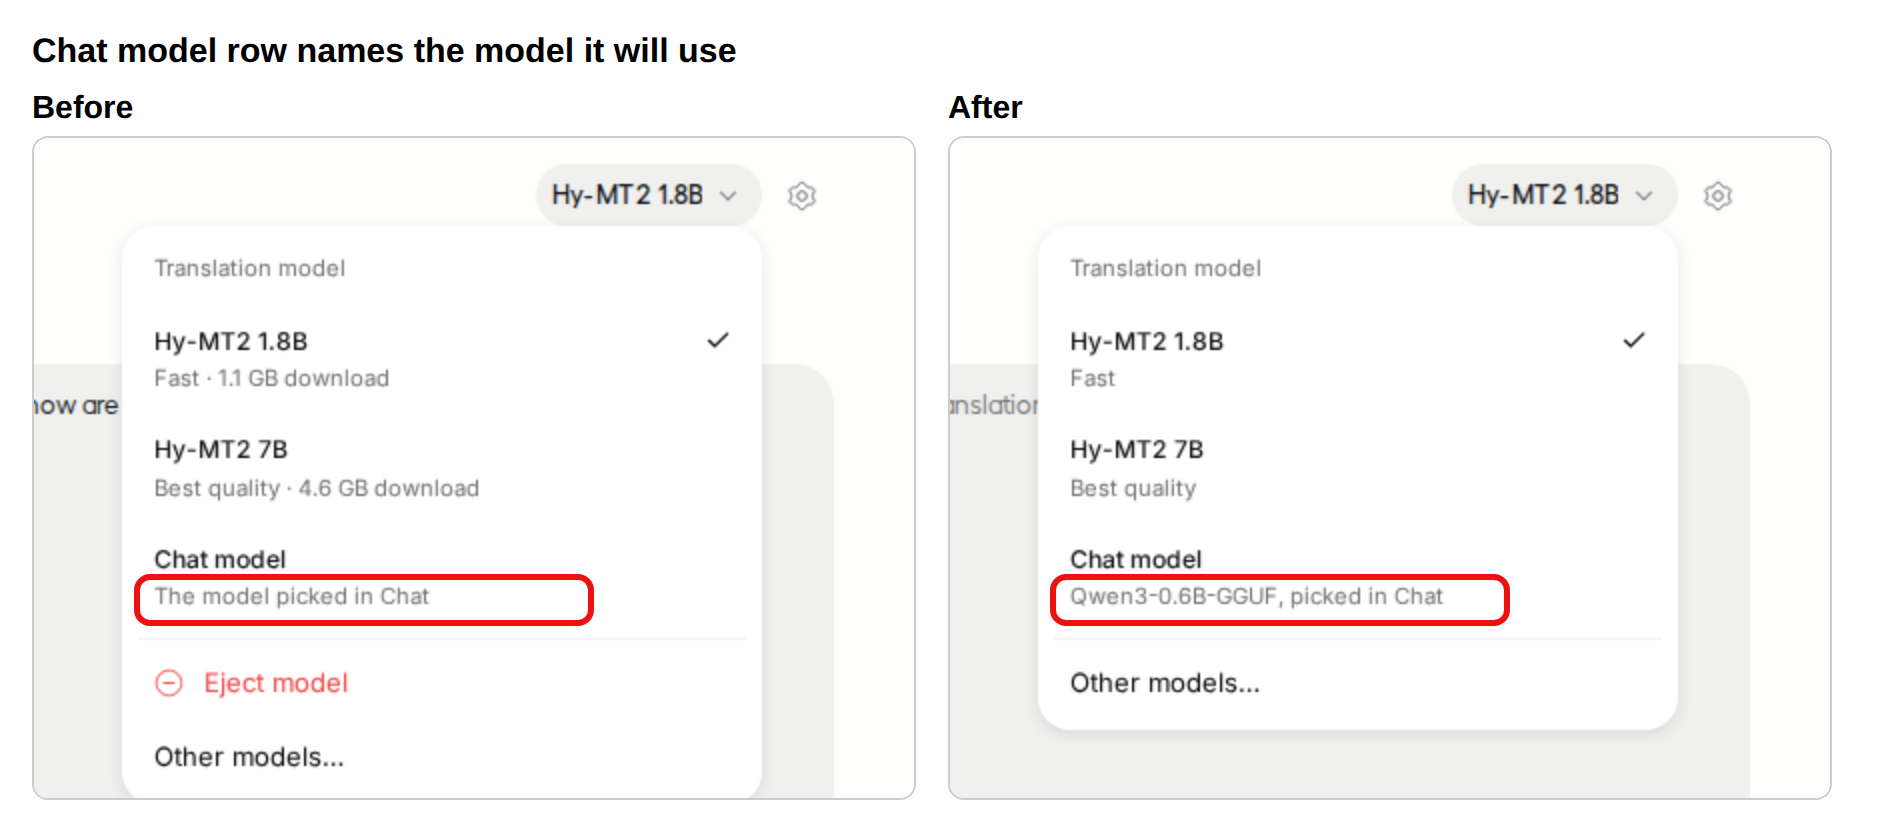 Chat model row names the model it will use
Before
Hy-MT2 1.8B
Translation model
Hy-MT2 1.8B
Fast · 1.1 GB download
how are
Hy-MT2 7B
Best quality · 4.6 GB download
Chat model
The model picked in Chat
Eject model
Other models...
After
Hy-MT2 1.8B
Translation model
Hy-MT2 1.8B
Fast
Hy-MT2 7B
Best quality
Chat model
Qwen3-0.6B-GGUF, picked in Chat
Other models...